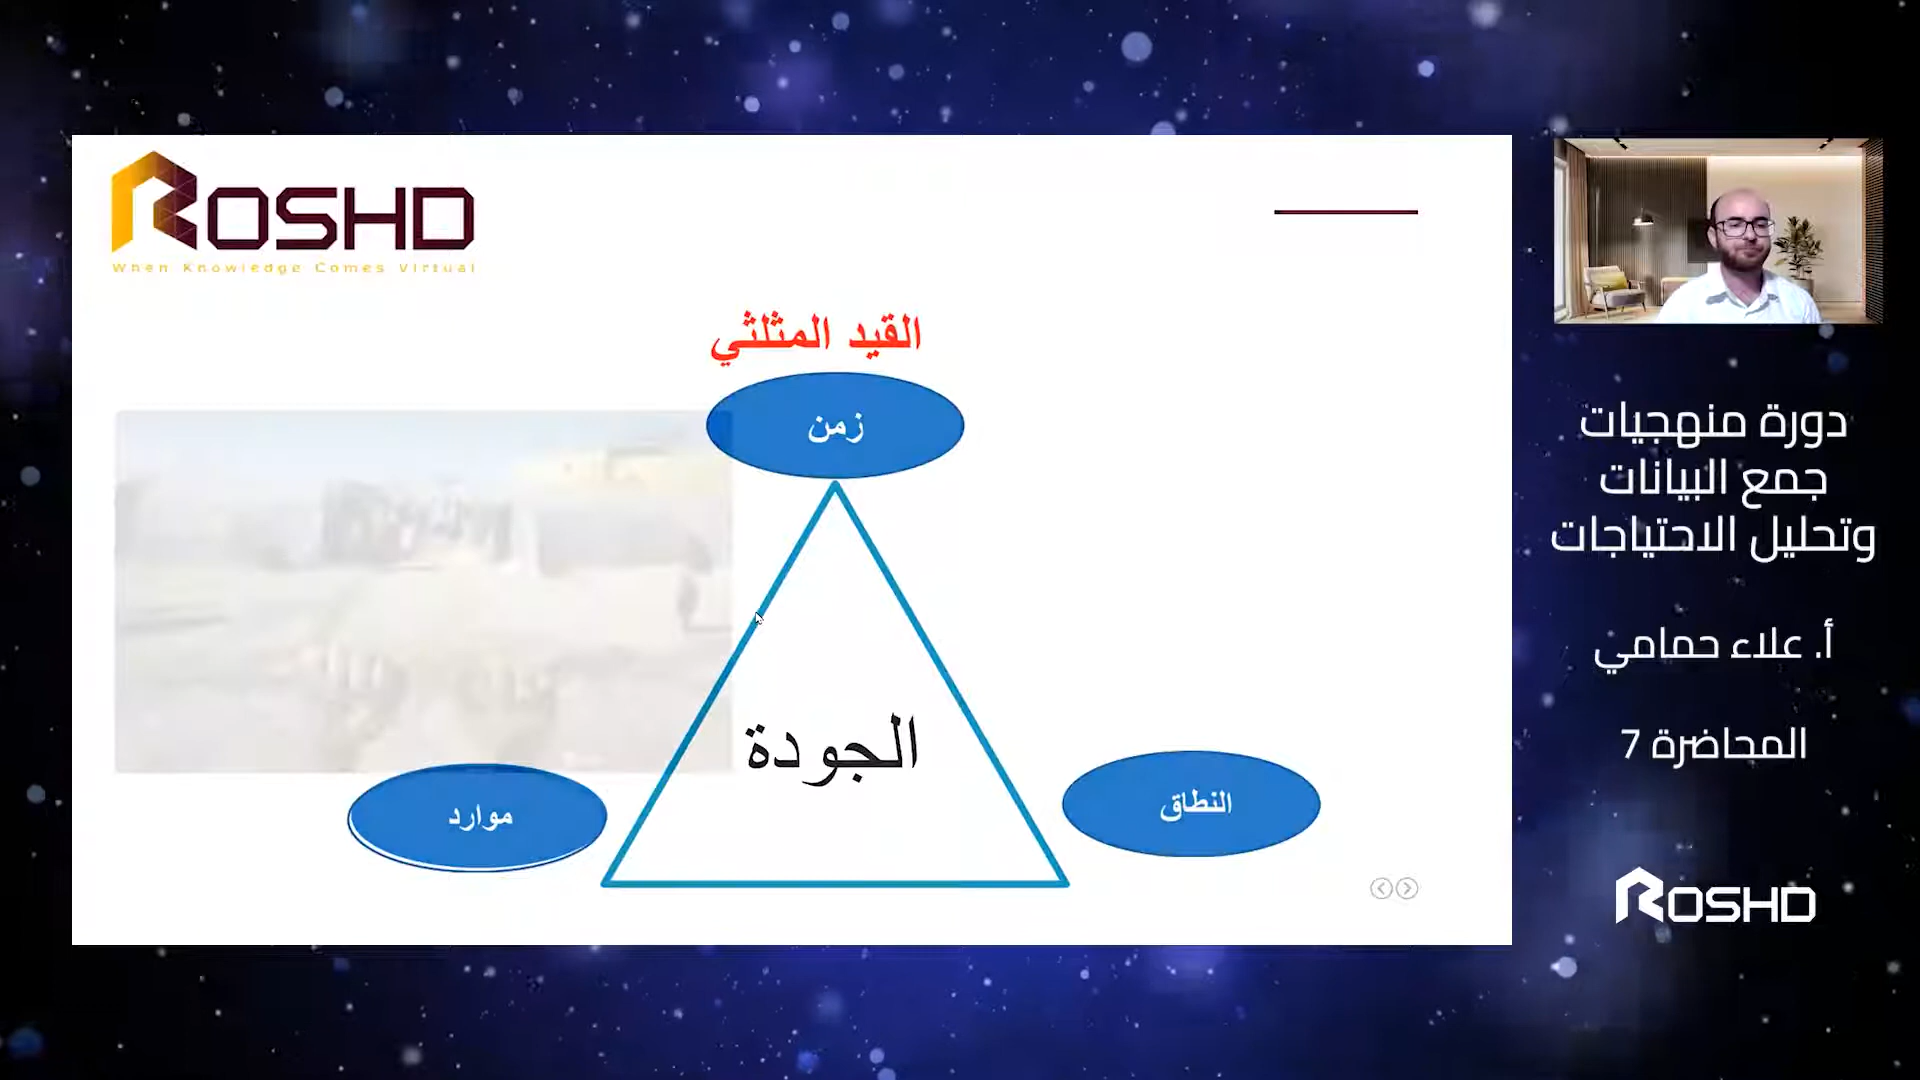 ROSHD
When Knowledge Comes Virtual
القيد المثلثي
زمن
الجودة
موارد
النطاق
دورة منهجيات
جمع البيانات
وتحليل الاحتياجات
أ. علاء حمامي
المحاضرة 7
ROSHD